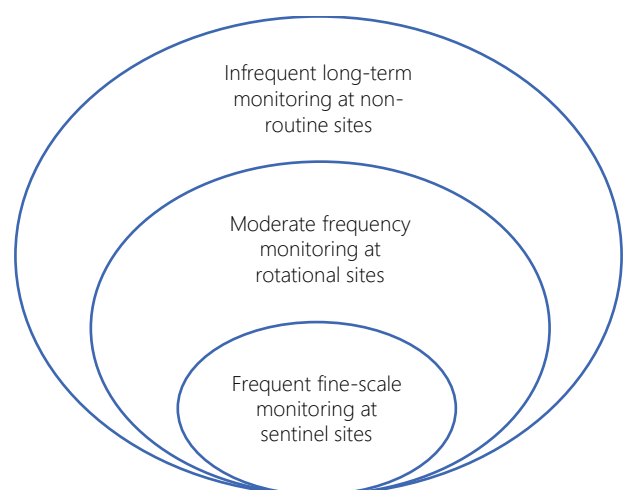 Infrequent long-term
monitoring at non-
routine sites
Moderate frequency
monitoring at
rotational sites
Frequent fine-scale
monitoring at
sentinel sites